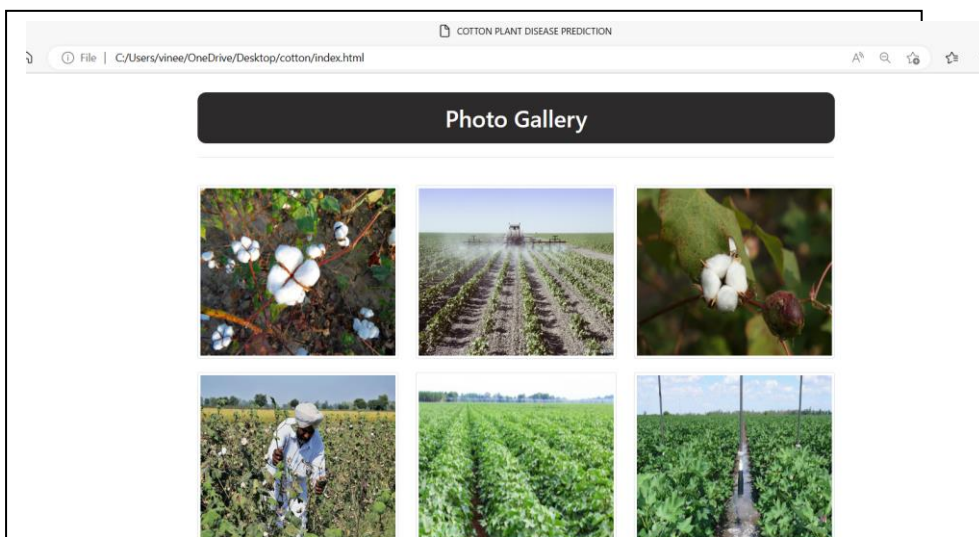 COTTON PLANT DISEASE PREDICTION
File | C:/Users/vinee/OneDrive/Desktop/cotton/index.html
Photo Gallery